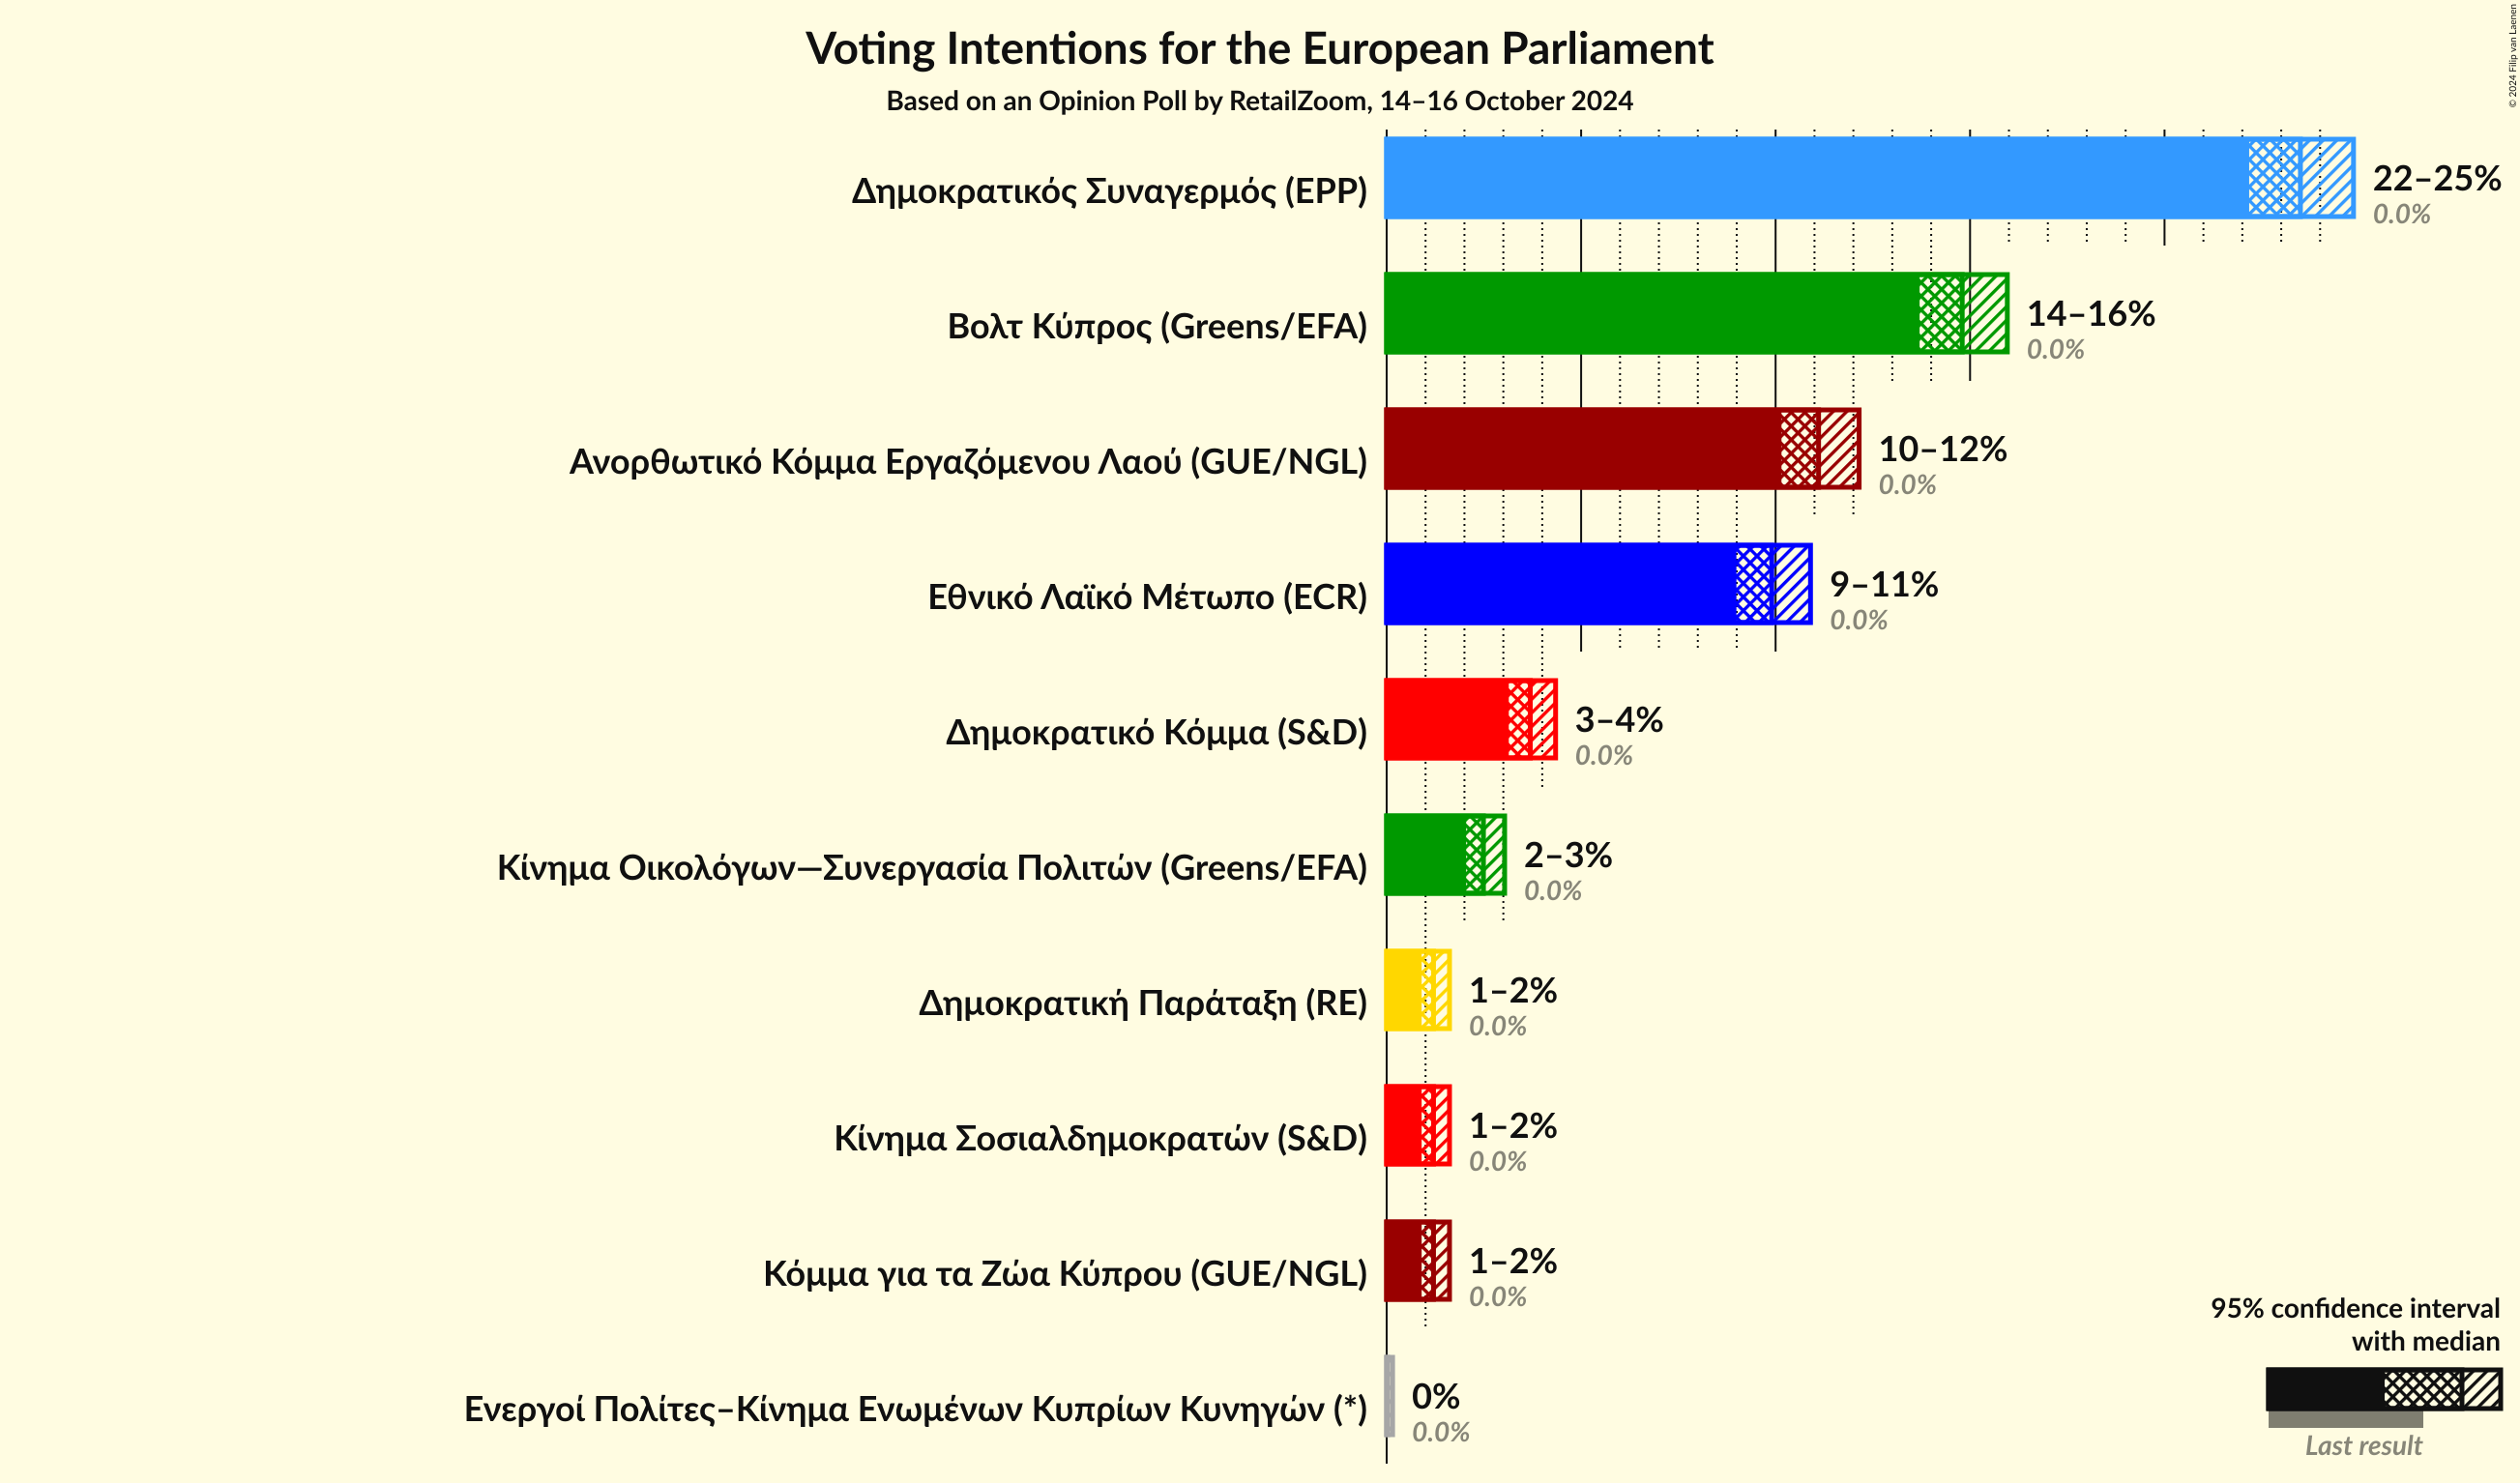 Voting Intentions for the European Parliament
Based on an Opinion Poll by RetailZoom, 14–16 October 2024
© 2024 Filip van Laenen
Δημοκρατικός Συναγερμός (EPP)
22–25%
0.0%
Βολτ Κύπρος (Greens/EFA)
14–16%
0.0%
Ανορθωτικό Κόμμα Εργαζόμενου Λαού (GUE/NGL)
10–12%
0.0%
Εθνικό Λαϊκό Μέτωπο (ECR)
9–11%
0.0%
Δημοκρατικό Κόμμα (S&D)
3–4%
0.0%
Κίνημα Οικολόγων—Συνεργασία Πολιτών (Greens/EFA)
2–3%
0.0%
Δημοκρατική Παράταξη (RE)
1–2%
0.0%
Κίνημα Σοσιαλδημοκρατών (S&D)
1–2%
0.0%
Κόμμα για τα Ζώα Κύπρου (GUE/NGL)
1–2%
0.0%
Ενεργοί Πολίτες–Κίνημα Ενωμένων Κυπρίων Κυνηγών (*)
0%
0.0%
95% confidence interval
with median
Last result